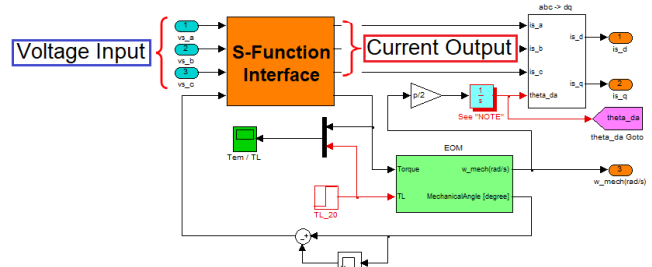 abc -> dq
1
vs_a
2
vs_b
3
vs_c
Voltage Input
S-Function
Interface
Current Output
is_a
is_b
is_c
theta_da
is_d
is_q
1
is_d
2
is_q
p/2
1
s
See "NOTE"
theta_da
theta_da Goto
Tem / TL
EOM
Torque
TL
w_mech(rad/s)
MechanicalAngle [degree]
3
w_mech(rad/s)
TL_20
-+